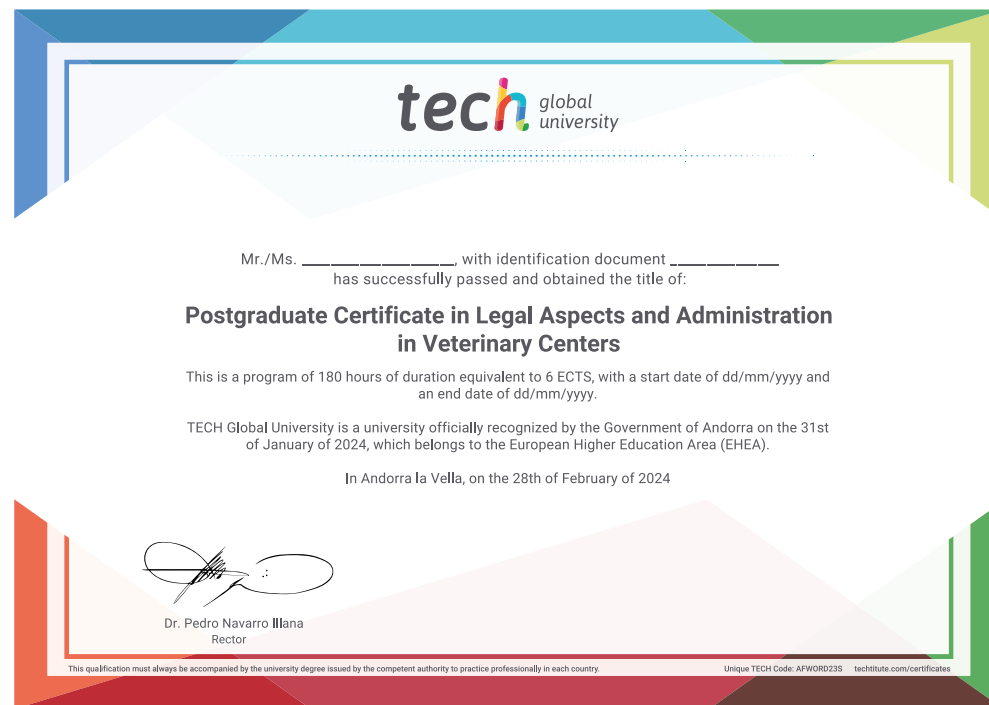 tech global
university
Mr./Ms. ____________________, with identification document ______________
has successfully passed and obtained the title of:
Postgraduate Certificate in Legal Aspects and Administration
in Veterinary Centers
This is a program of 180 hours of duration equivalent to 6 ECTS, with a start date of dd/mm/yyyy and
an end date of dd/mm/yyyy.
TECH Global University is a university officially recognized by the Government of Andorra on the 31st
of January of 2024, which belongs to the European Higher Education Area (EHEA).
In Andorra la Vella, on the 28th of February of 2024
Dr. Pedro Navarro Illana
Rector
This qualification must always be accompanied by the university degree issued by the competent authority to practice professionally in each country.
Unique TECH Code: AFWORD23S techtitute.com/certificates